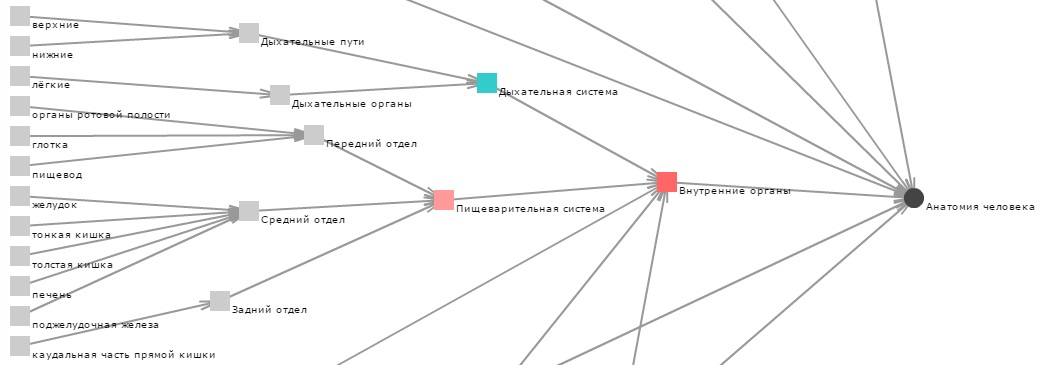 верхние
Дыхательные пути
нижние
лёгкие
Дыхательная система
Дыхательные органы
органы ротовой полости
глотка
Передний отдел
пищевод
Внутренние органы
желудок
Пищеварительная система
Анатомия человека
Средний отдел
тонкая кишка
толстая кишка
печень
Задний отдел
поджелудочная железа
каудальная часть прямой кишки